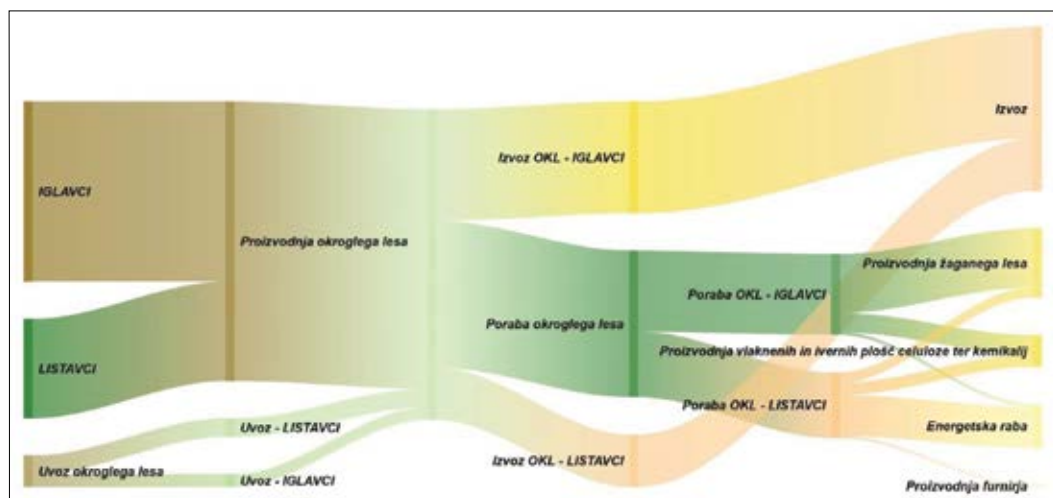 Izvoz
Izvoz OKL - IGLAVCI
IGLAVCI
Proizvodnja okroglega lesa
Proizvodnja žaganega lesa
Poraba OKL - IGLAVCI
Poraba okroglega lesa
Proizvodnja vlaknenih in ivernih plošč celuloze ter kemikalij
LISTAVCI
Poraba OKL - LISTAVCI
Uvoz - LISTAVCI
Energetska raba
Izvoz OKL - LISTAVCI
Uvoz okroglega lesa
Uvoz - IGLAVCI
Proizvodnja furnirja